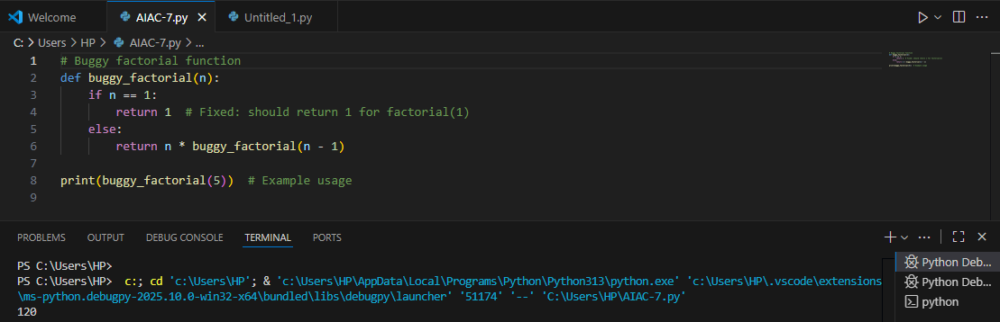 Welcome
AIAC-7.py
Untitled_1.py
C: > Users > HP > AIAC-7.py > ...
1 # Buggy factorial function
2 def buggy_factorial(n):
3 if n == 1:
4 return 1  # Fixed: should return 1 for factorial(1)
5 else:
6 return n * buggy_factorial(n - 1)
7
8 print(buggy_factorial(5))  # Example usage
9
PROBLEMS OUTPUT DEBUG CONSOLE TERMINAL PORTS
PS C:\Users\HP>
PS C:\Users\HP>  c:; cd 'c:\Users\HP'; & 'c:\Users\HP\AppData\Local\Programs\Python\Python313\python.exe' 'c:\Users\HP\.vscode\extensions
\ms-python.debugpy-2025.10.0-win32-x64\bundled\libs\debugpy\launcher' '51174' '--' 'C:\Users\HP\AIAC-7.py'
120
Python Deb...
Python Deb...
python